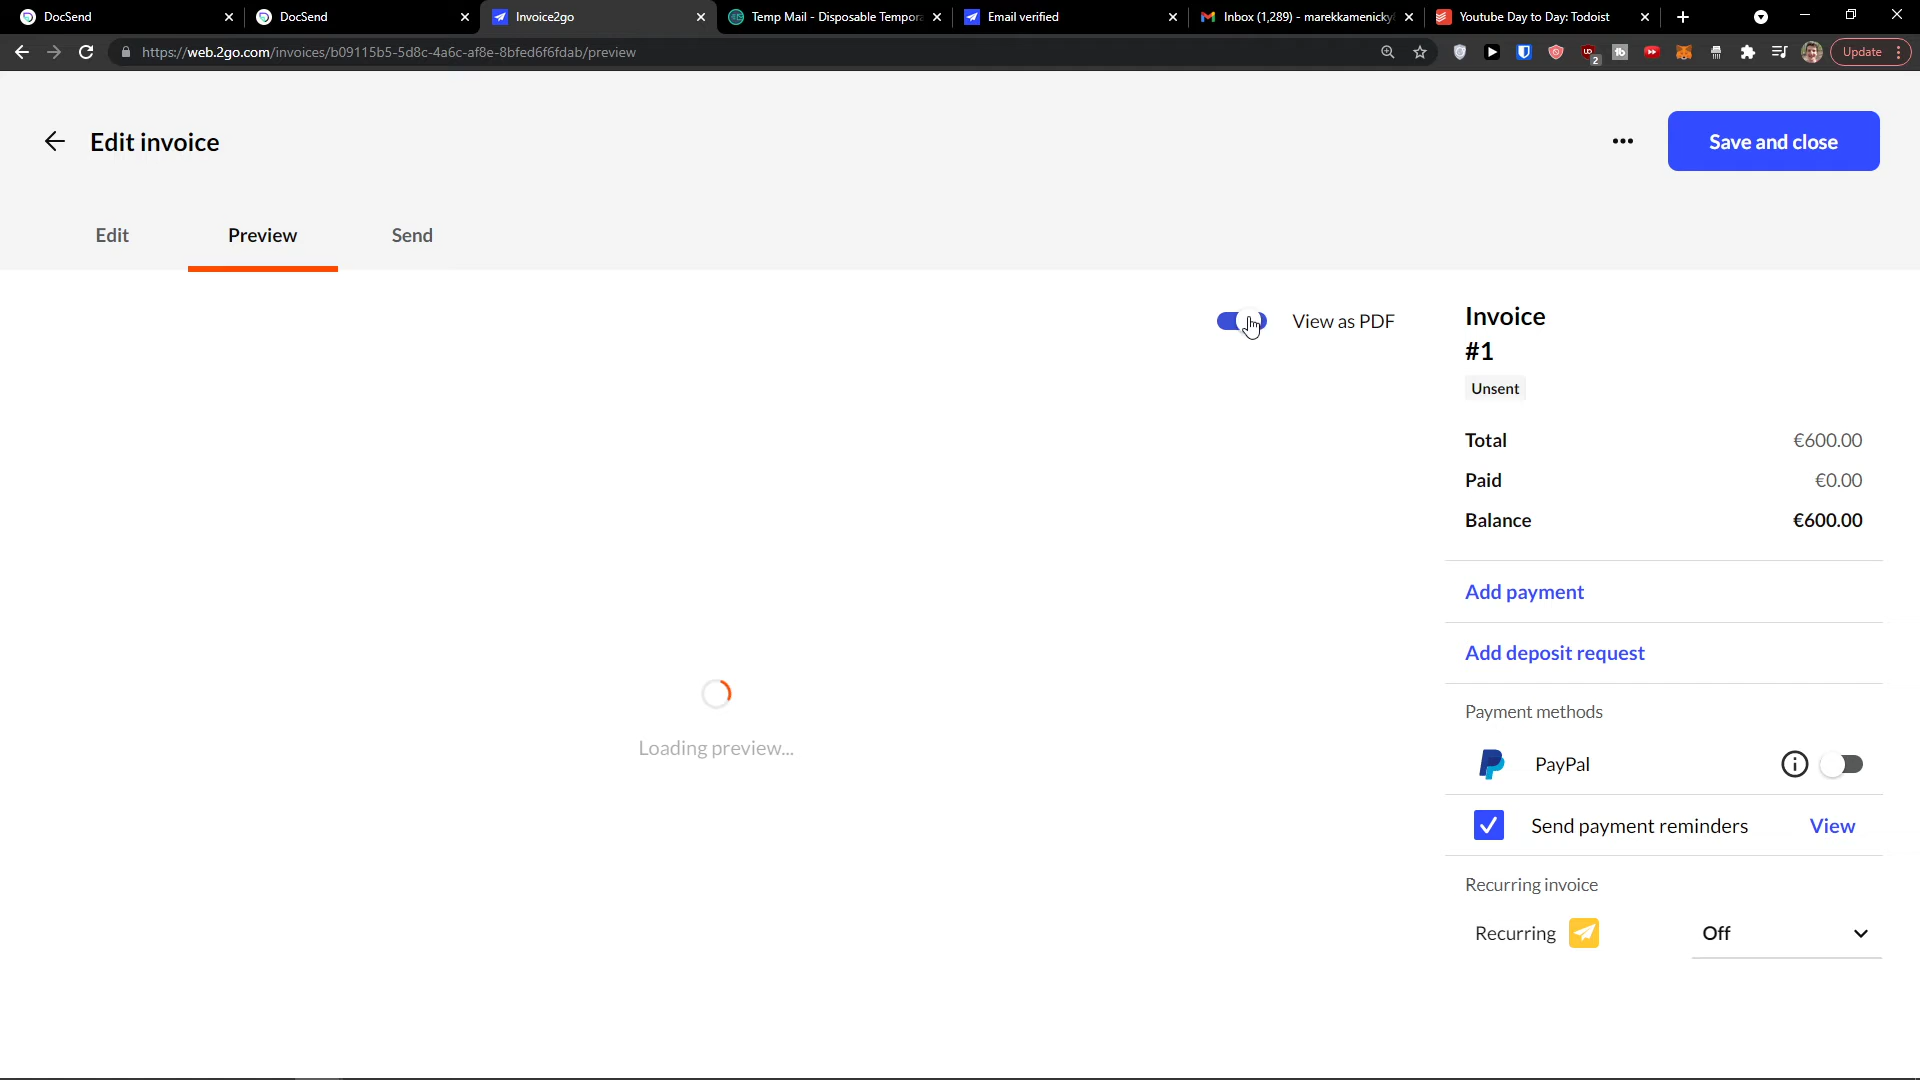 DocSend
DocSend
Invoice2go
Temp Mail - Disposable Tempora
Email verified
Inbox (1,289) - marekkamenicky
Youtube Day to Day: Todoist
https://web.2go.com/invoices/b09115b5-5d8c-4a6c-af8e-8bfed6f6fdab/preview
2
Update
Edit invoice
Save and close
Edit
Preview
Send
View as PDF
Invoice
#1
Unsent
Total €600.00
Paid €0.00
Balance €600.00
Add payment
Add deposit request
Payment methods
PayPal
Send payment reminders View
Recurring invoice
Recurring Off
Loading preview...